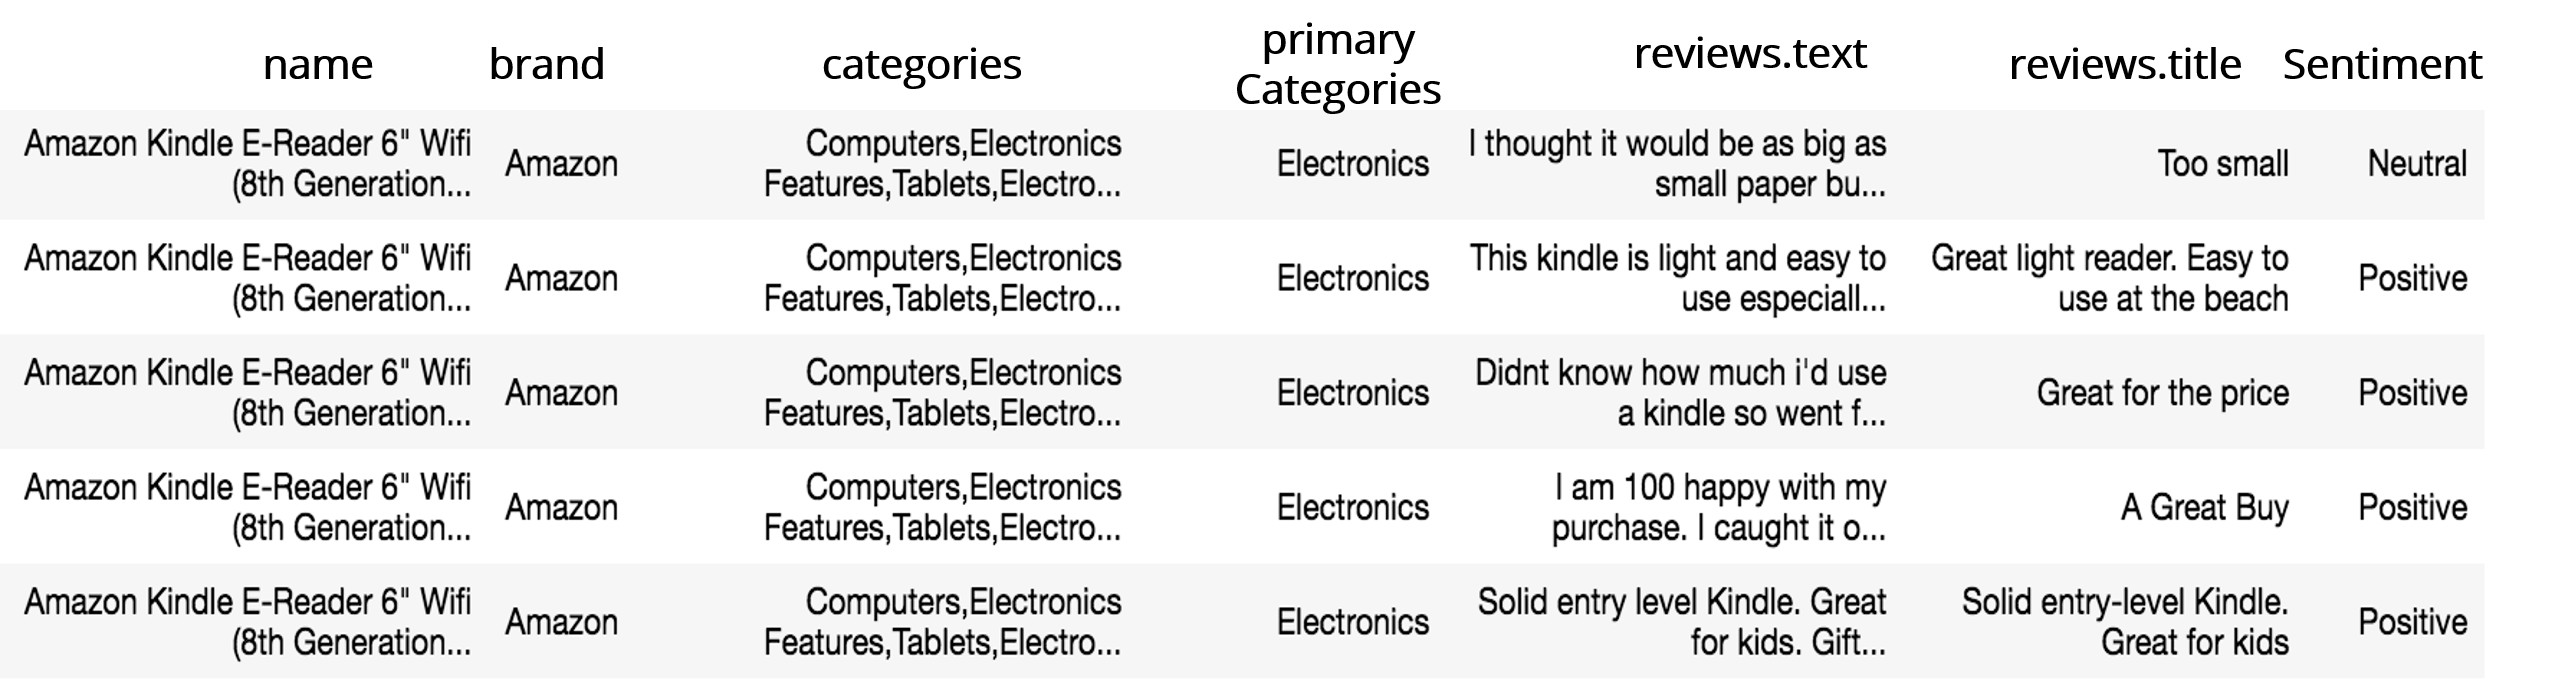 name brand categories primary Categories reviews.text reviews.title Sentiment
Amazon Kindle E-Reader 6" Wifi (8th Generation... Amazon Computers,Electronics Features,Tablets,Electro... Electronics I thought it would be as big as small paper bu... Too small Neutral
Amazon Kindle E-Reader 6" Wifi (8th Generation... Amazon Computers,Electronics Features,Tablets,Electro... Electronics This kindle is light and easy to use especiall... Great light reader. Easy to use at the beach Positive
Amazon Kindle E-Reader 6" Wifi (8th Generation... Amazon Computers,Electronics Features,Tablets,Electro... Electronics Didnt know how much i'd use a kindle so went f... Great for the price Positive
Amazon Kindle E-Reader 6" Wifi (8th Generation... Amazon Computers,Electronics Features,Tablets,Electro... Electronics I am 100 happy with my purchase. I caught it o... A Great Buy Positive
Amazon Kindle E-Reader 6" Wifi (8th Generation... Amazon Computers,Electronics Features,Tablets,Electro... Electronics Solid entry level Kindle. Great for kids. Gift... Solid entry-level Kindle. Great for kids Positive